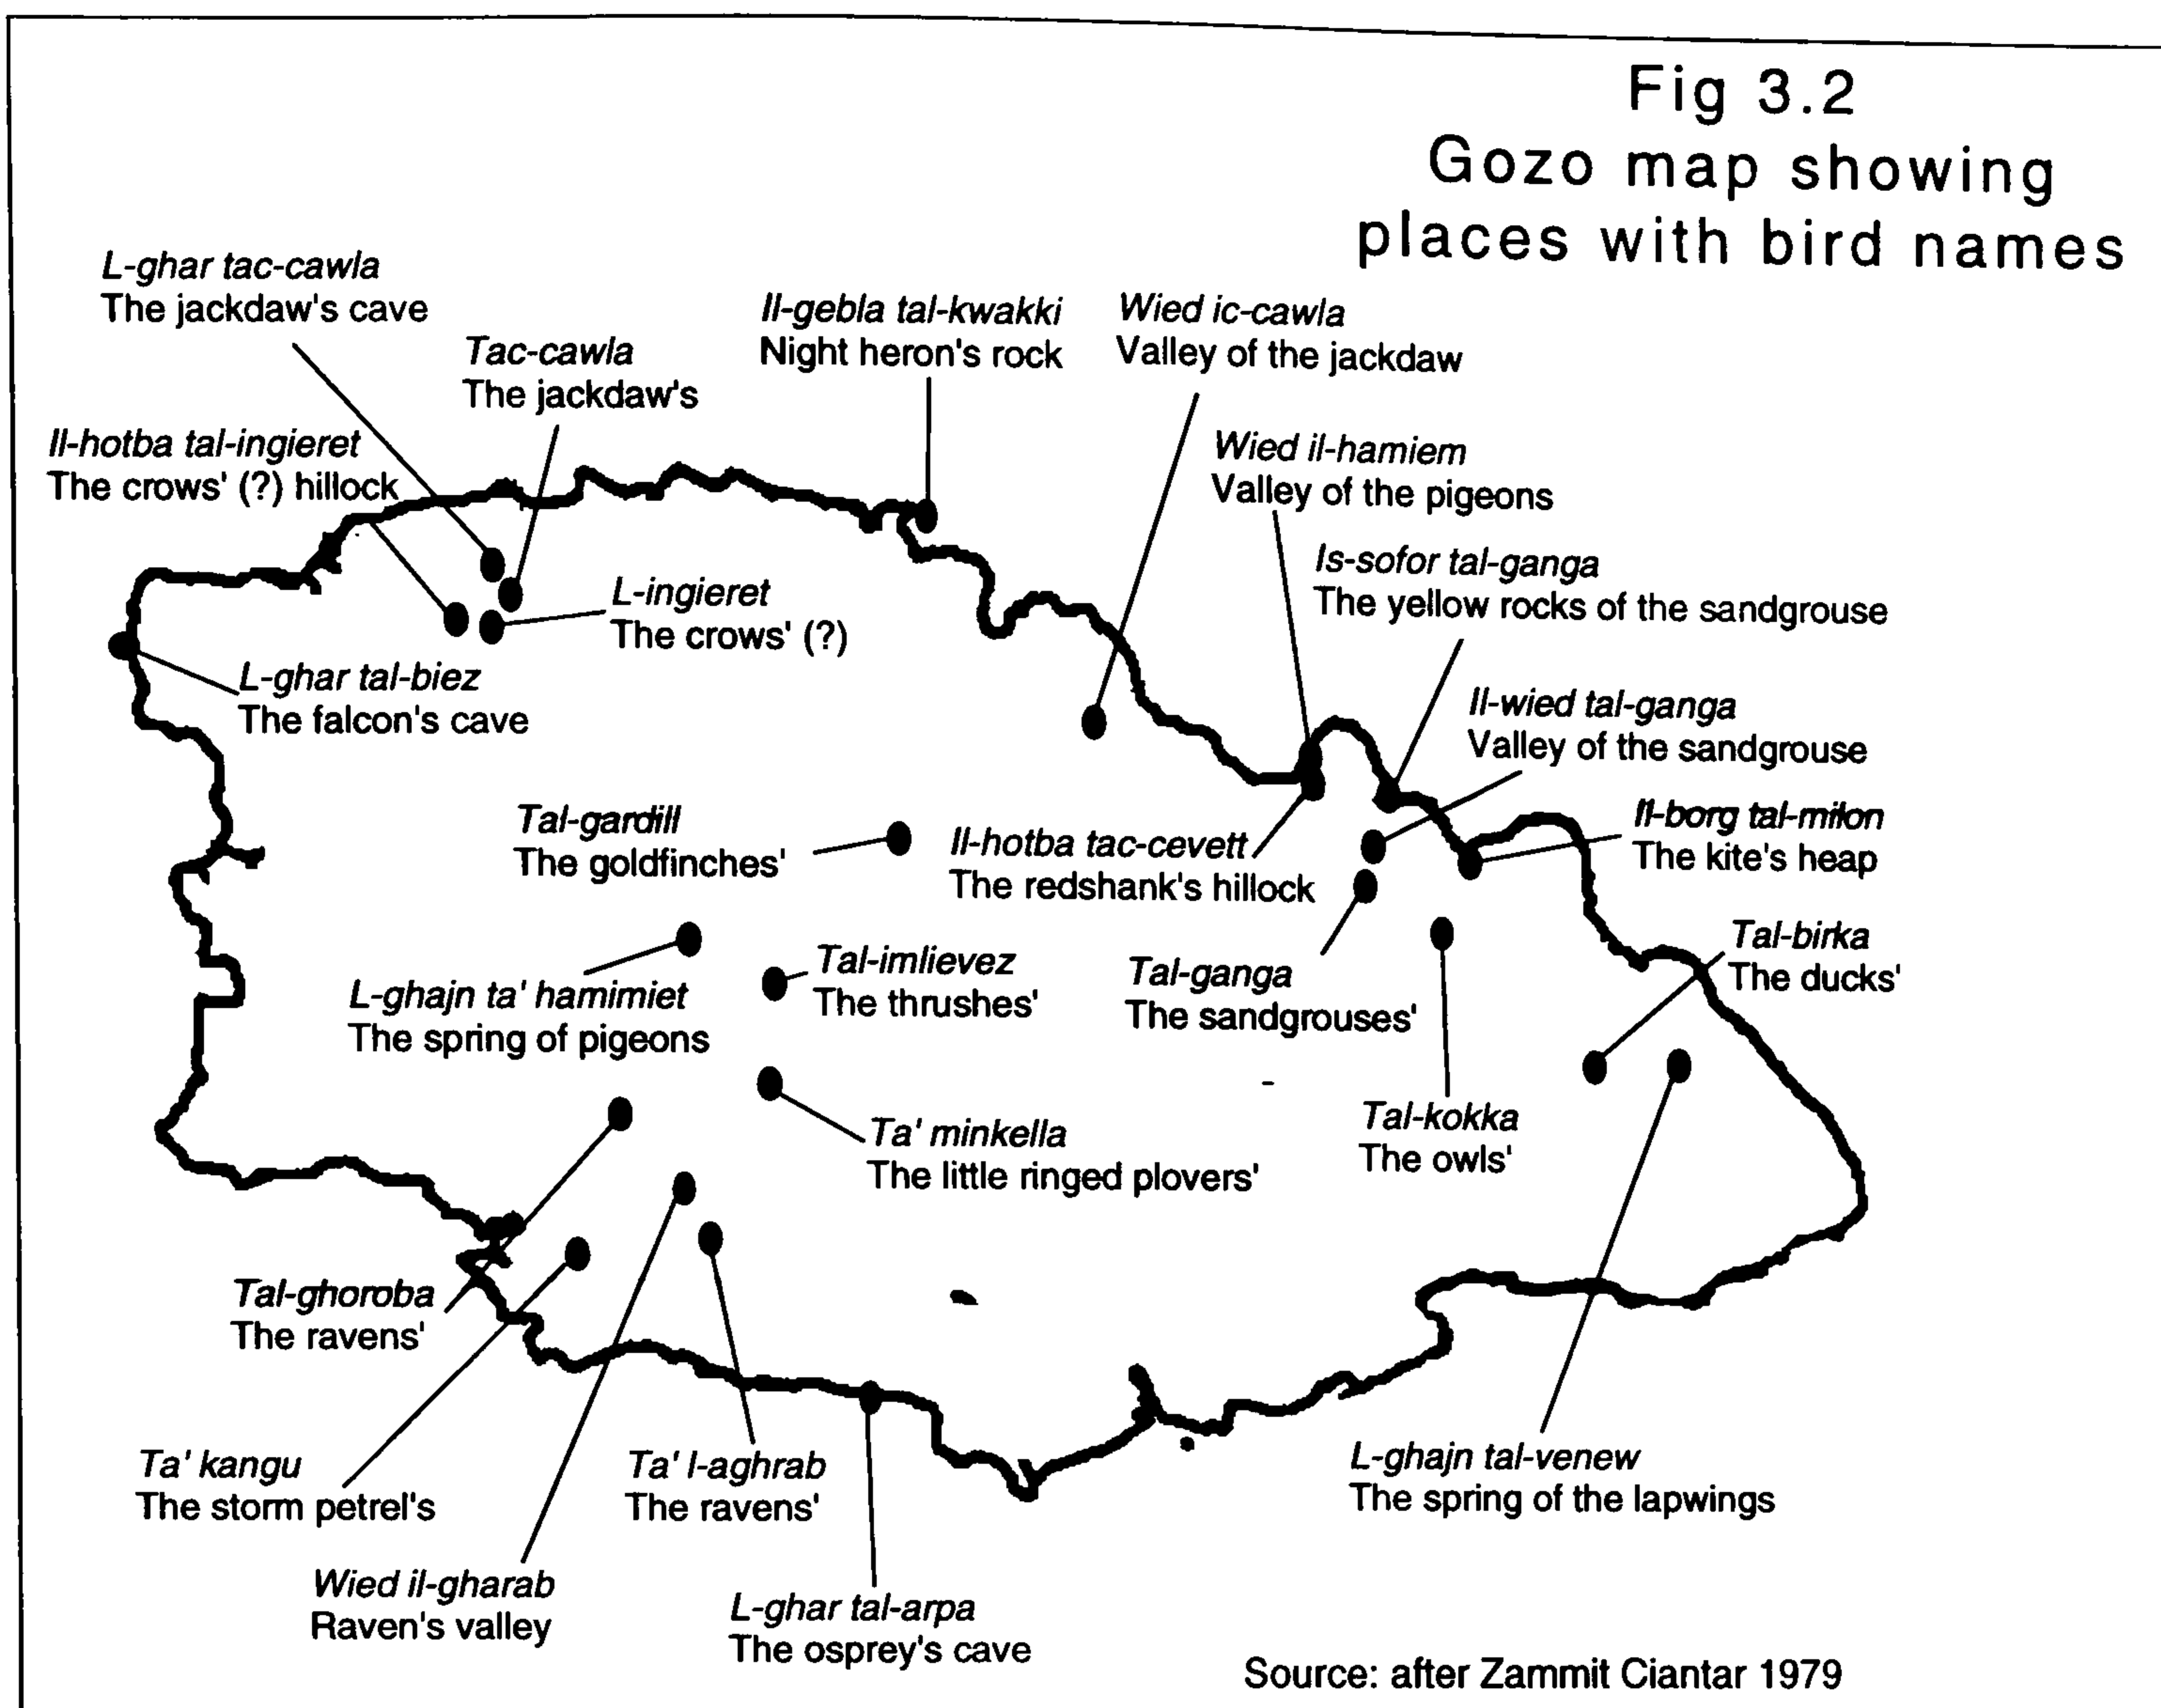 Fig 3.2
Gozo map showing
places with bird names
L-ghar tac-cawla
The jackdaw's cave
Tac-cawla
The jackdaw's
Il-gebla tal-kwakki
Night heron's rock
Wied ic-cawla
Valley of the jackdaw
Il-hotba tal-ingieret
The crows' (?) hillock
Wied il-hamiem
Valley of the pigeons
Is-sofor tal-ganga
The yellow rocks of the sandgrouse
L-ingieret
The crows' (?)
L-ghar tal-biez
The falcon's cave
Il-wied tal-ganga
Valley of the sandgrouse
Tal-gardill
The goldfinches'
Il-hotba tac-cevett
The redshank's hillock
Il-borg tal-milon
The kite's heap
Tal-birka
The ducks'
L-ghajn ta' hamimiet
The spring of pigeons
Tal-imlievez
The thrushes'
Tal-ganga
The sandgrouses'
Ta' minkella
The little ringed plovers'
Tal-kokka
The owls'
Tal-ghoroba
The ravens'
Ta' kangu
The storm petrel's
Ta' l-aghrab
The ravens'
L-ghajn tal-venew
The spring of the lapwings
Wied il-gharab
Raven's valley
L-ghar tal-arpa
The osprey's cave
Source: after Zammit Ciantar 1979